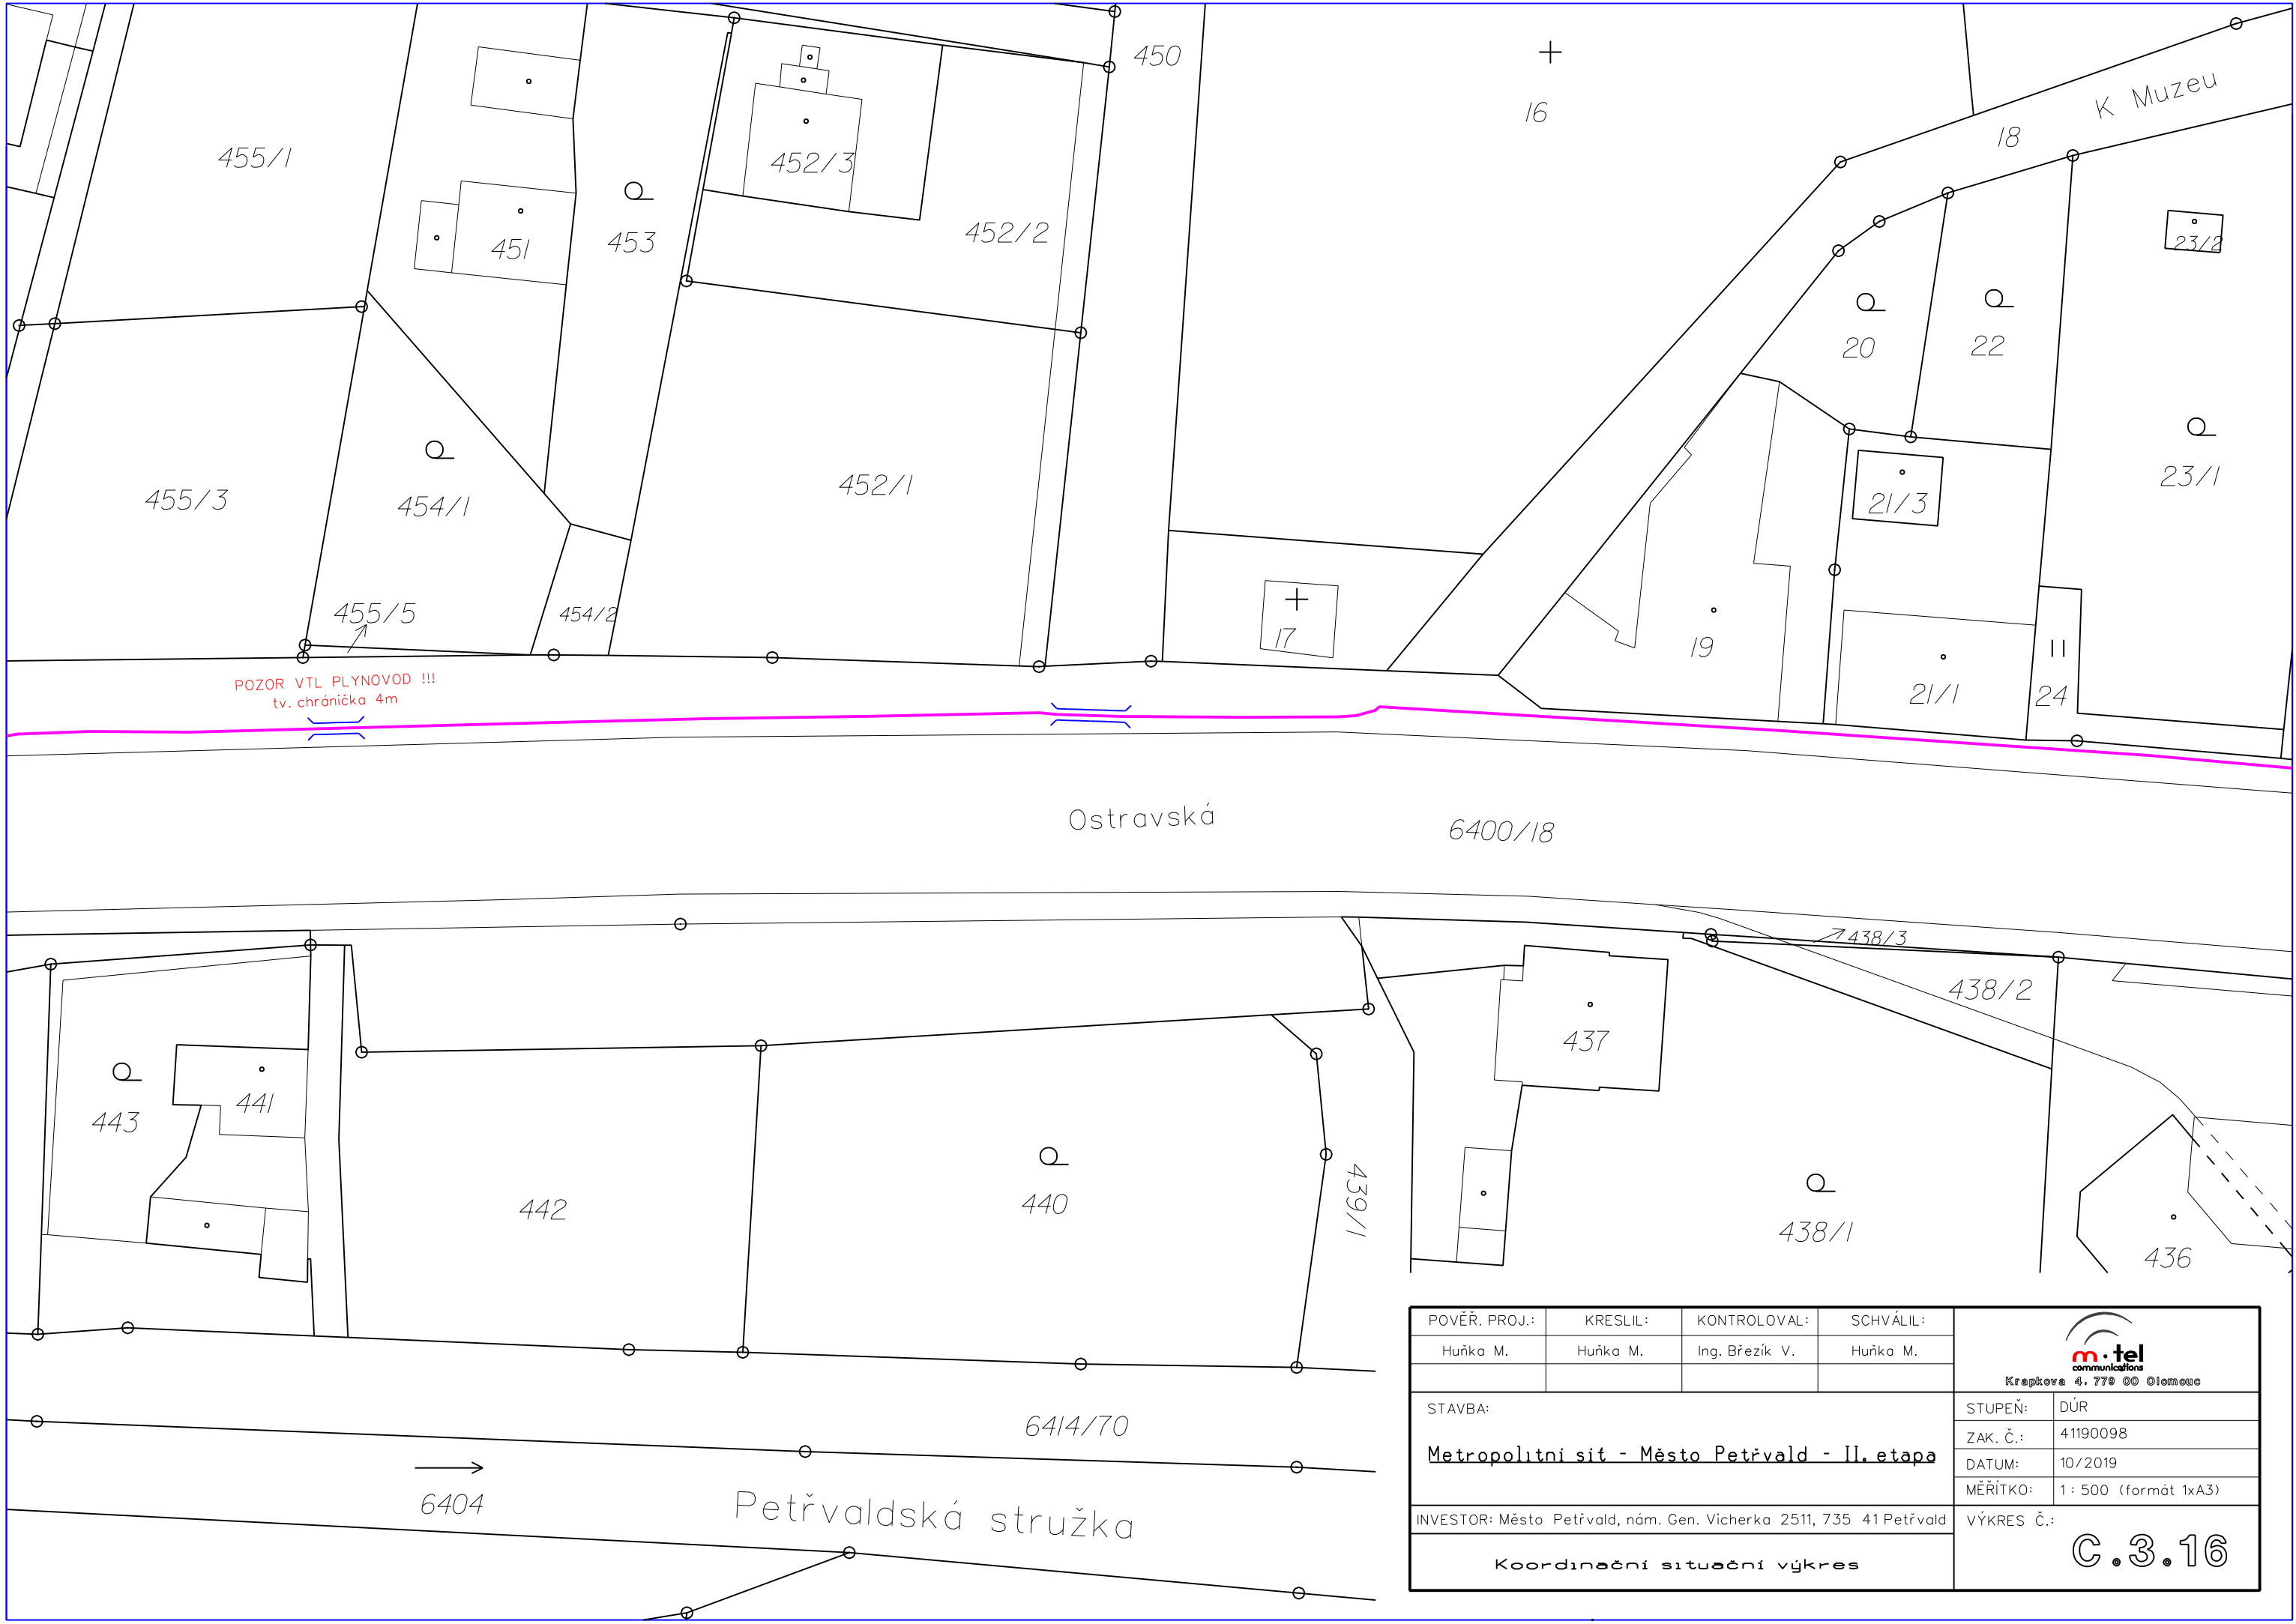 450
16
K Muzeu
18
455/1
452/3
451
453
452/2
23/2
20
22
455/3
454/1
452/1
21/3
23/1
455/5
454/2
17
19
21/1
24
POZOR VTL PLYNOVOD !!!
tv. chránička 4m
Ostravská
6400/18
438/3
438/2
437
443
441
442
440
439/1
438/1
436
6414/70
6404
Petřvaldská stružka
POVĚŘ. PROJ.: KRESLIL: KONTROLOVAL: SCHVÁLIL:
Huňka M. Huňka M. Ing. Březík V. Huňka M.
m·tel
communications
Krapkova 4, 779 00 Olomouc
STAVBA:
Metropolitní síť - Město Petřvald - II. etapa
STUPEŇ: DÚR
ZAK. Č.: 41190098
DATUM: 10/2019
MĚŘÍTKO: 1 : 500 (formát 1xA3)
INVESTOR: Město Petřvald, nám. Gen. Vicherka 2511, 735 41 Petřvald
Koordinační situační výkres
VÝKRES Č.:
C.3.16